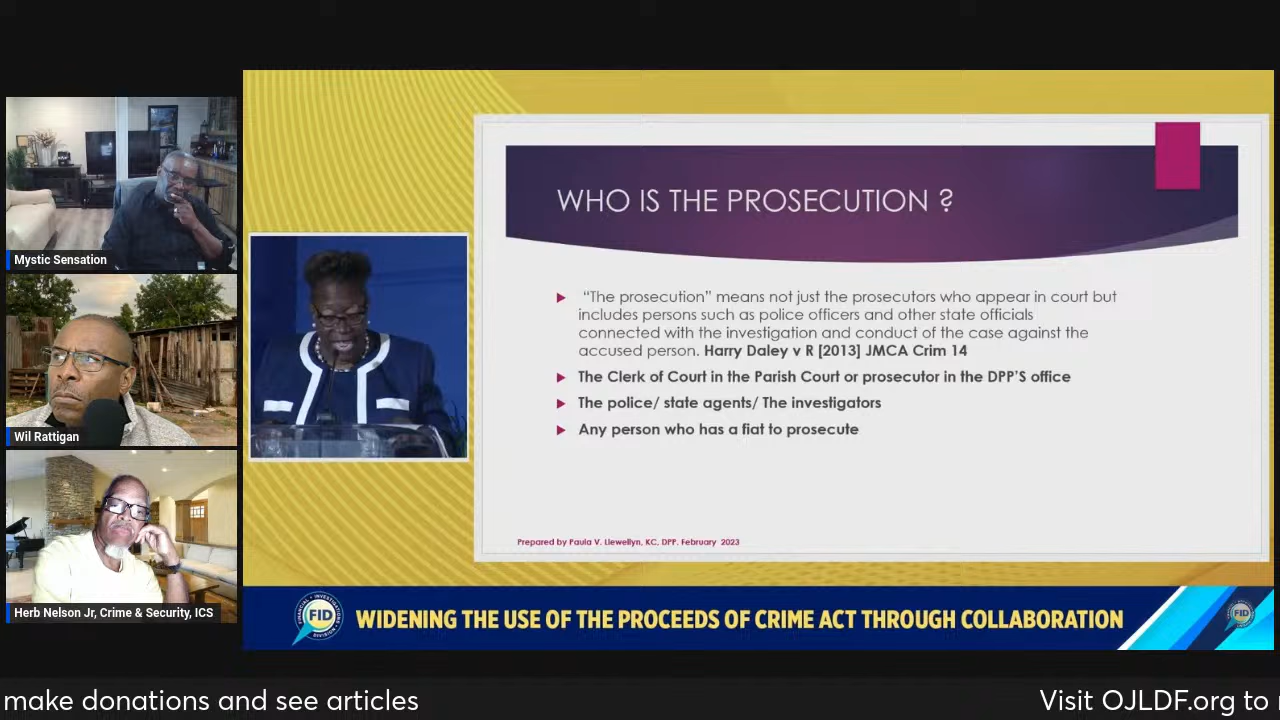 Mystic Sensation
Wil Rattigan
Herb Nelson Jr, Crime & Security, ICS
WHO IS THE PROSECUTION ?
“The prosecution” means not just the prosecutors who appear in court but
includes persons such as police officers and other state officials
connected with the investigation and conduct of the case against the
accused person. Harry Daley v R [2013] JMCA Crim 14
The Clerk of Court in the Parish Court or prosecutor in the DPP’S office
The police/ state agents/ The investigators
Any person who has a fiat to prosecute
Prepared by Paula V. Llewellyn, KC, DPP. February 2023
FID
WIDENING THE USE OF THE PROCEEDS OF CRIME ACT THROUGH COLLABORATION
FID
make donations and see articles
Visit OJLDF.org to